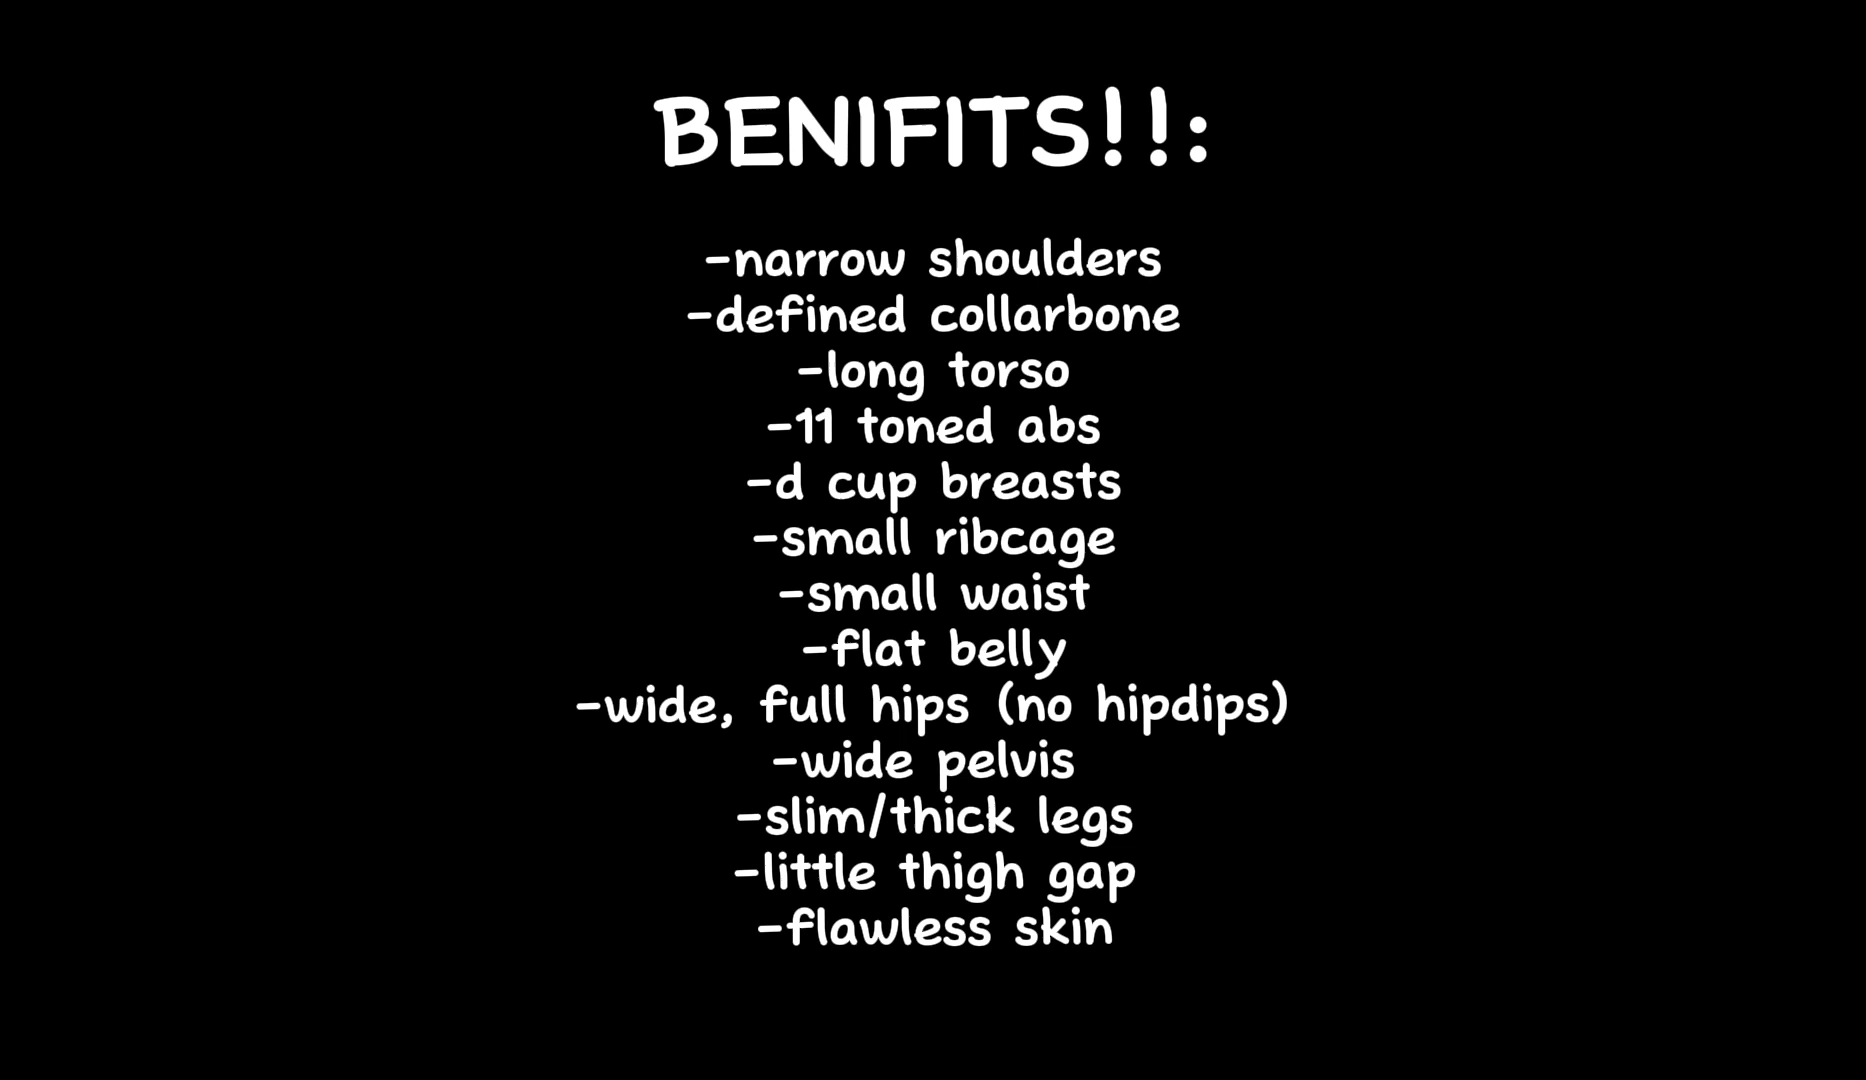 BENIFITS!!:
-narrow shoulders
-defined collarbone
-long torso
-11 toned abs
-d cup breasts
-small ribcage
-small waist
-flat belly
-wide, full hips (no hipdips)
-wide pelvis
-slim/thick legs
-little thigh gap
-flawless skin